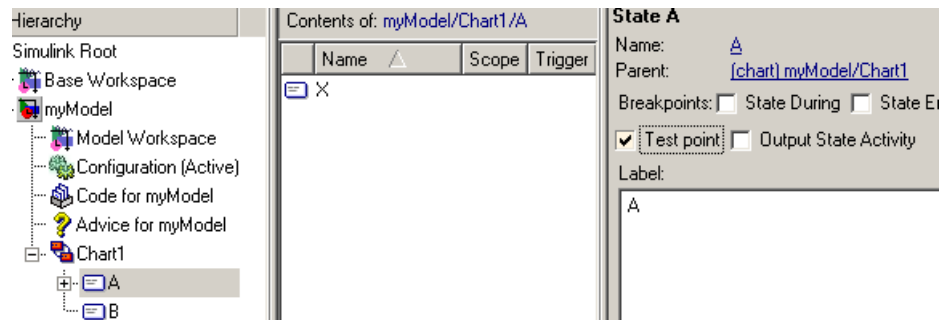 Hierarchy
Simulink Root
Base Workspace
myModel
Model Workspace
Configuration (Active)
Code for myModel
Advice for myModel
Chart1
A
B
Contents of: myModel/Chart1/A
Name Scope Trigger
X
State A
Name: A
Parent: (chart) myModel/Chart1
Breakpoints: State During State E
Test point Output State Activity
Label:
A